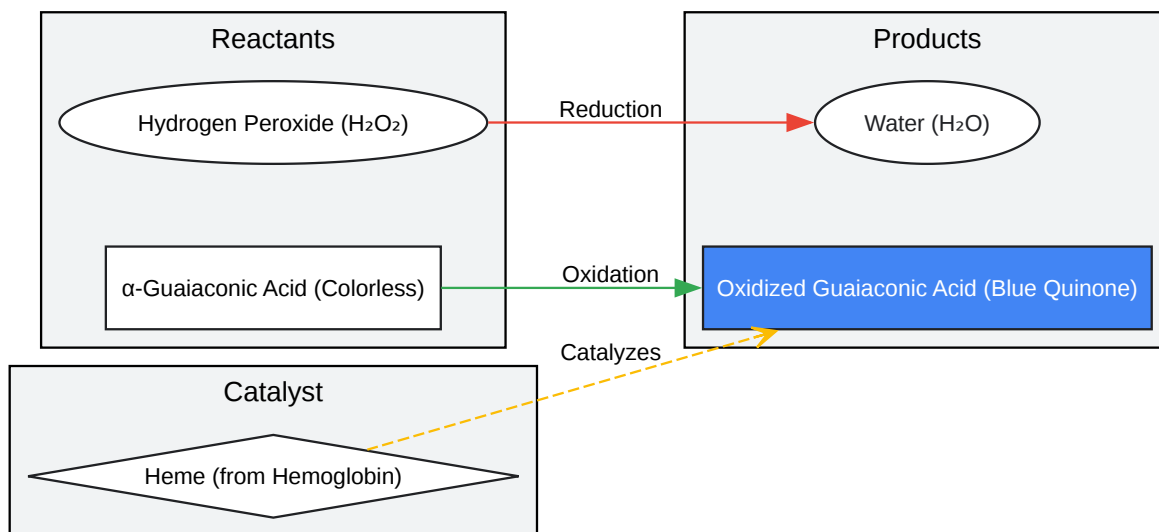 Reactants
Products
Hydrogen Peroxide (H₂O₂)
Reduction
Water (H₂O)
α-Guaiaconic Acid (Colorless)
Oxidation
Oxidized Guaiaconic Acid (Blue Quinone)
Catalyzes
Catalyst
Heme (from Hemoglobin)